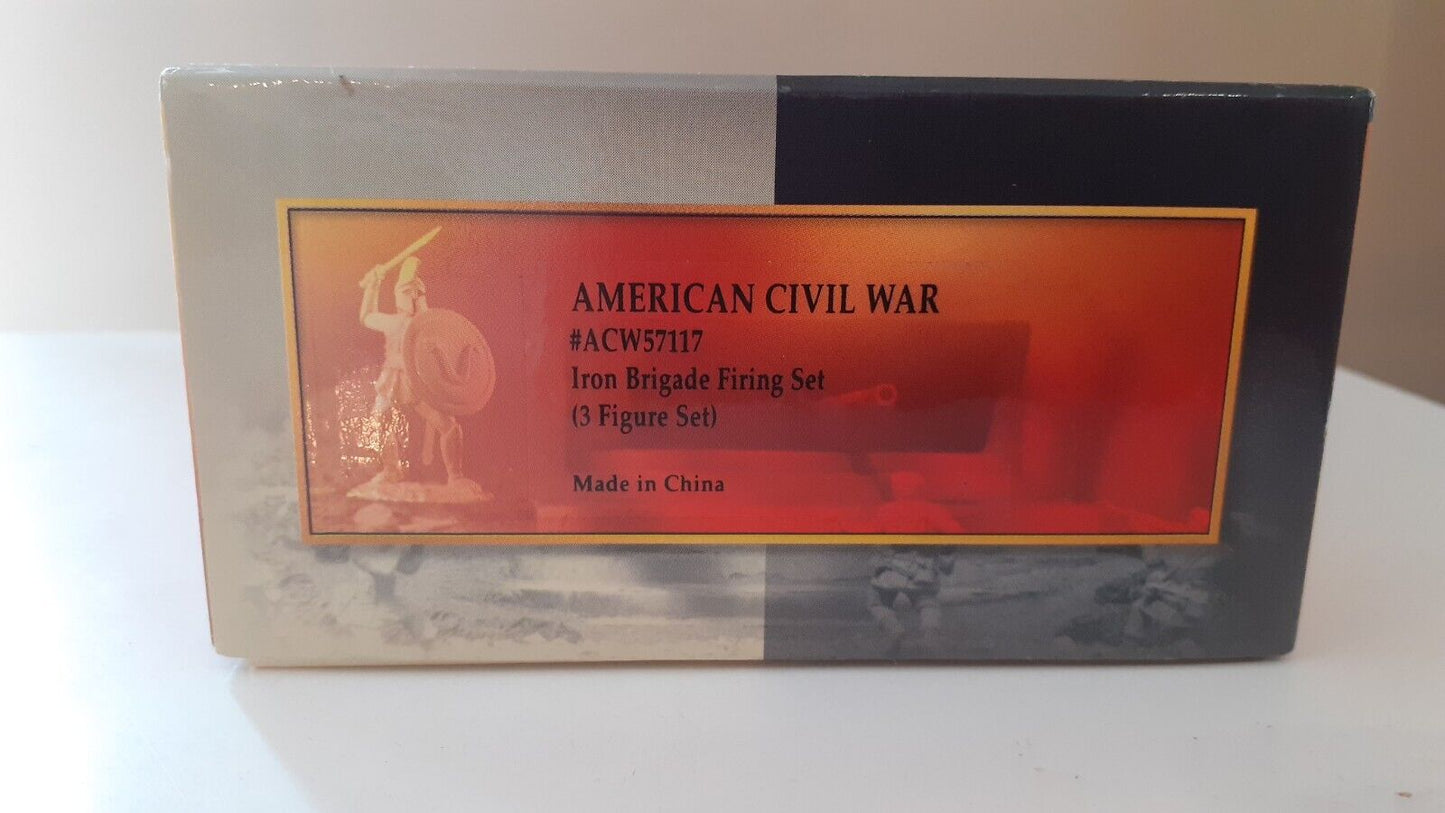 AMERICAN CIVIL WAR
#ACW57117
Iron Brigade Firing Set
(3 Figure Set)
Made in China